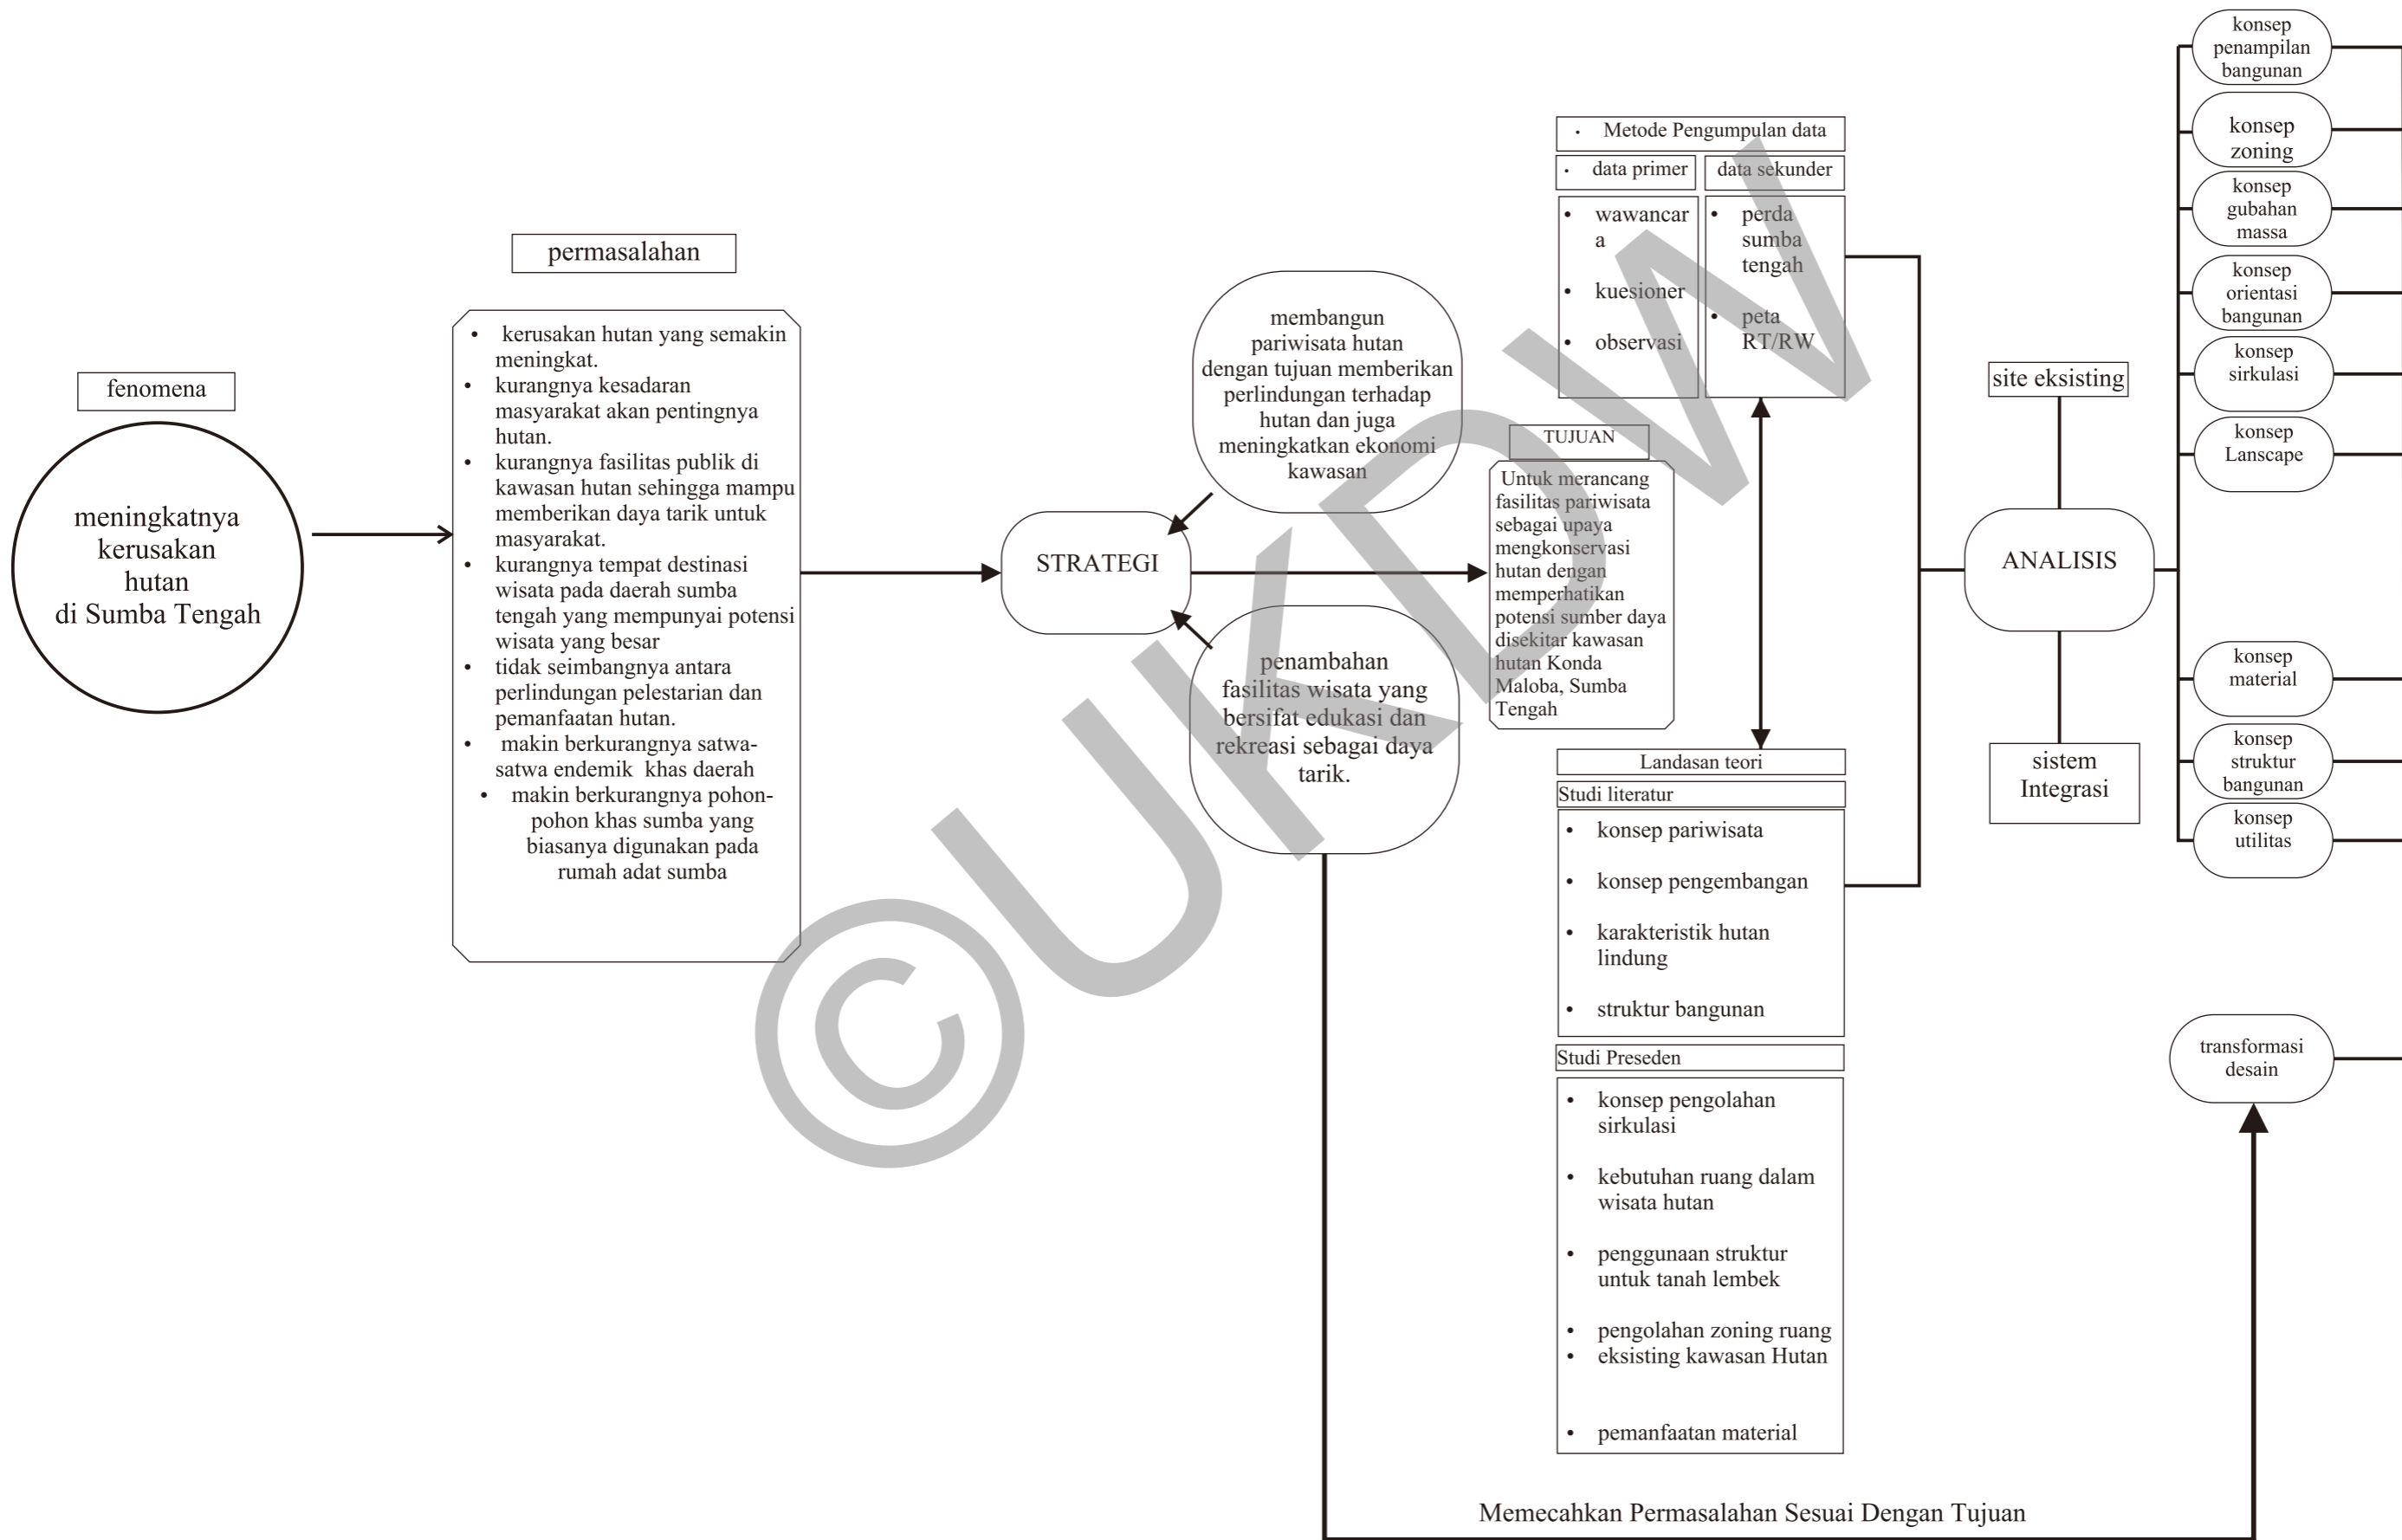 fenomena
meningkatnya
kerusakan
hutan
di Sumba Tengah
permasalahan
• kerusakan hutan yang semakin
meningkat.
• kurangnya kesadaran
masyarakat akan pentingnya
hutan.
• kurangnya fasilitas publik di
kawasan hutan sehingga mampu
memberikan daya tarik untuk
masyarakat.
• kurangnya tempat destinasi
wisata pada daerah sumba
tengah yang mempunyai potensi
wisata yang besar
• tidak seimbangnya antara
perlindungan pelestarian dan
pemanfaatan hutan.
• makin berkurangnya satwa-
satwa endemik khas daerah
• makin berkurangnya pohon-
pohon khas sumba yang
biasanya digunakan pada
rumah adat sumba
STRATEGI
membangun
pariwisata hutan
dengan tujuan memberikan
perlindungan terhadap
hutan dan juga
meningkatkan ekonomi
kawasan
penambahan
fasilitas wisata yang
bersifat edukasi dan
rekreasi sebagai daya
tarik.
TUJUAN
Untuk merancang
fasilitas pariwisata
sebagai upaya
mengkonservasi
hutan dengan
memperhatikan
potensi sumber daya
disekitar kawasan
hutan Konda
Maloba, Sumba
Tengah
• Metode Pengumpulan data
• data primer
• wawancar
a
• kuesioner
• observasi
data sekunder
• perda
sumba
tengah
• peta
RT/RW
Landasan teori
Studi literatur
• konsep pariwisata
• konsep pengembangan
• karakteristik hutan
lindung
• struktur bangunan
Studi Preseden
• konsep pengolahan
sirkulasi
• kebutuhan ruang dalam
wisata hutan
• penggunaan struktur
untuk tanah lembek
• pengolahan zoning ruang
• eksisting kawasan Hutan
• pemanfaatan material
site eksisting
ANALISIS
sistem
Integrasi
konsep
penampilan
bangunan
konsep
zoning
konsep
gubahan
massa
konsep
orientasi
bangunan
konsep
sirkulasi
konsep
Lanscape
konsep
material
konsep
struktur
bangunan
konsep
utilitas
transformasi
desain
Memecahkan Permasalahan Sesuai Dengan Tujuan
©UKDW